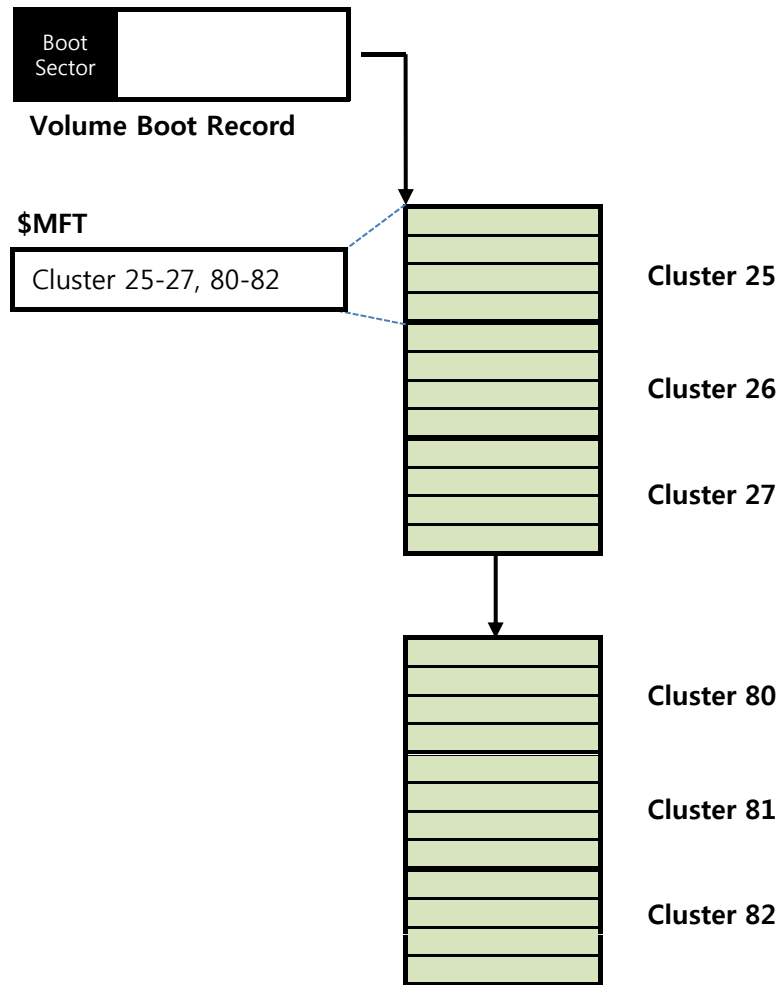 Boot
Sector
Volume Boot Record
$MFT
Cluster 25-27, 80-82
Cluster 25
Cluster 26
Cluster 27
Cluster 80
Cluster 81
Cluster 82